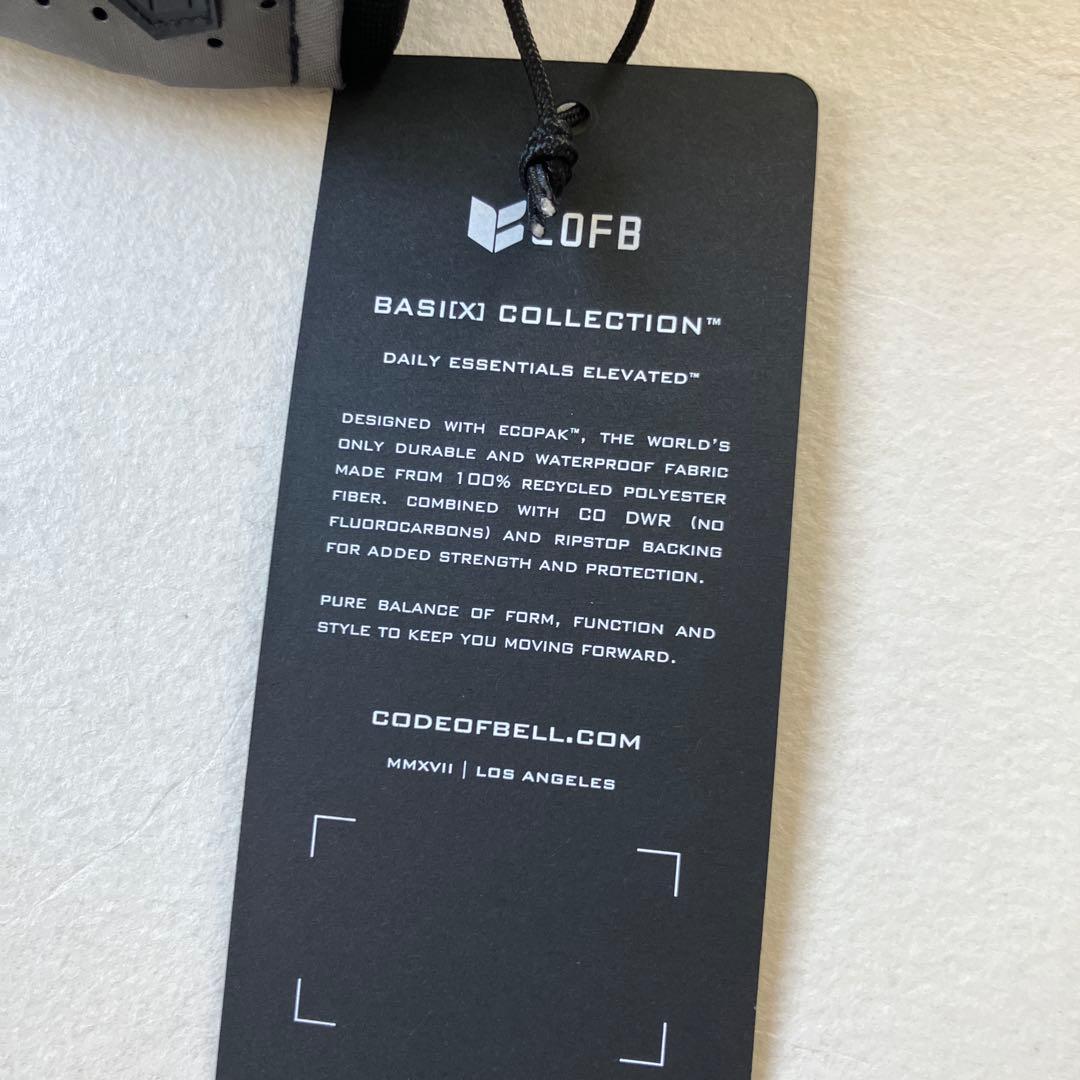 COFB
BASI[X] COLLECTION™
DAILY ESSENTIALS ELEVATED™
DESIGNED WITH ECOPAK™, THE WORLD'S
ONLY DURABLE AND WATERPROOF FABRIC
MADE FROM 100% RECYCLED POLYESTER
FIBER. COMBINED WITH C0 DWR (NO
FLUOROCARBONS) AND RIPSTOP BACKING
FOR ADDED STRENGTH AND PROTECTION.
PURE BALANCE OF FORM, FUNCTION AND
STYLE TO KEEP YOU MOVING FORWARD.
CODEOFBELL.COM
MMXVII | LOS ANGELES